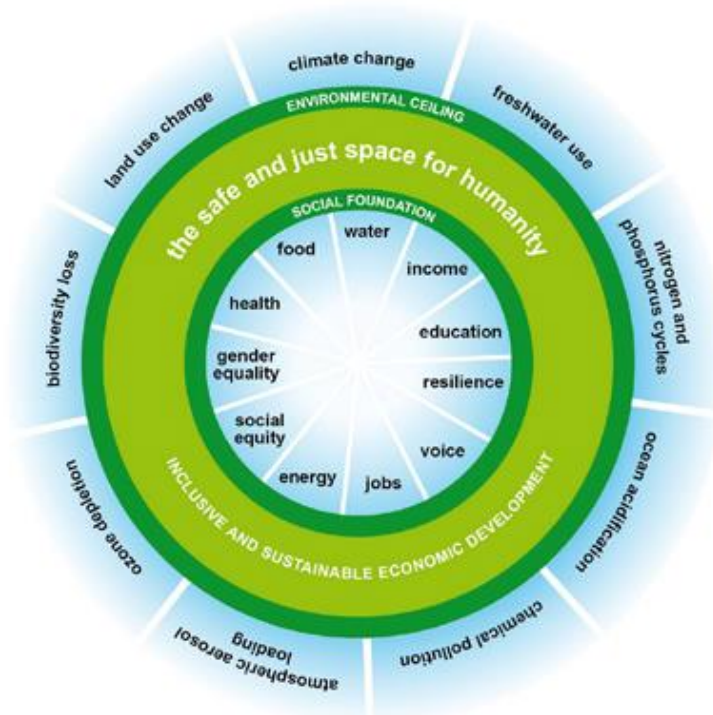 climate change
freshwater use
nitrogen and
phosphorus cycles
ocean acidification
chemical pollution
atmospheric aerosol
loading
ozone depletion
biodiversity loss
land use change
ENVIRONMENTAL CEILING
the safe and just space for humanity
SOCIAL FOUNDATION
water
income
education
resilience
voice
jobs
energy
social
equity
gender
equality
health
food
INCLUSIVE AND SUSTAINABLE ECONOMIC DEVELOPMENT